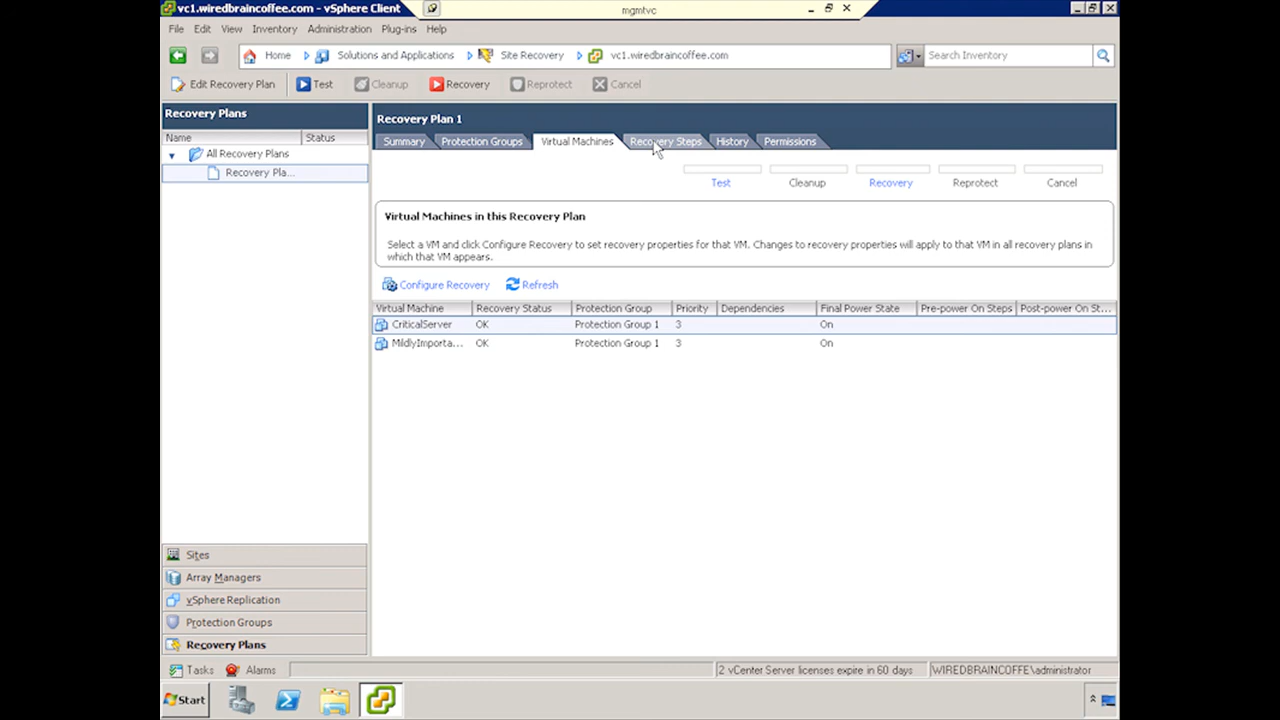 vc1.wiredbraincoffee.com - vSphere Client
mgmtvc
File Edit View Inventory Administration Plug-ins Help
Home Solutions and Applications Site Recovery vc1.wiredbraincoffee.com Search Inventory
Edit Recovery Plan Test Cleanup Recovery Reprotect Cancel
Recovery Plans
Name Status
All Recovery Plans
Recovery Pla...
Recovery Plan 1
Summary Protection Groups Virtual Machines Recovery Steps History Permissions
Test Cleanup Recovery Reprotect Cancel
Virtual Machines in this Recovery Plan
Select a VM and click Configure Recovery to set recovery properties for that VM. Changes to recovery properties will apply to that VM in all recovery plans in
which that VM appears.
Configure Recovery Refresh
Virtual Machine Recovery Status Protection Group Priority Dependencies Final Power State Pre-power On Steps Post-power On St...
CriticalServer OK Protection Group 1 3 On
MildlyImporta... OK Protection Group 1 3 On
Sites
Array Managers
vSphere Replication
Protection Groups
Recovery Plans
Tasks Alarms 2 vCenter Server licenses expire in 60 days WIREDBRAINCOFFE\administrator
Start